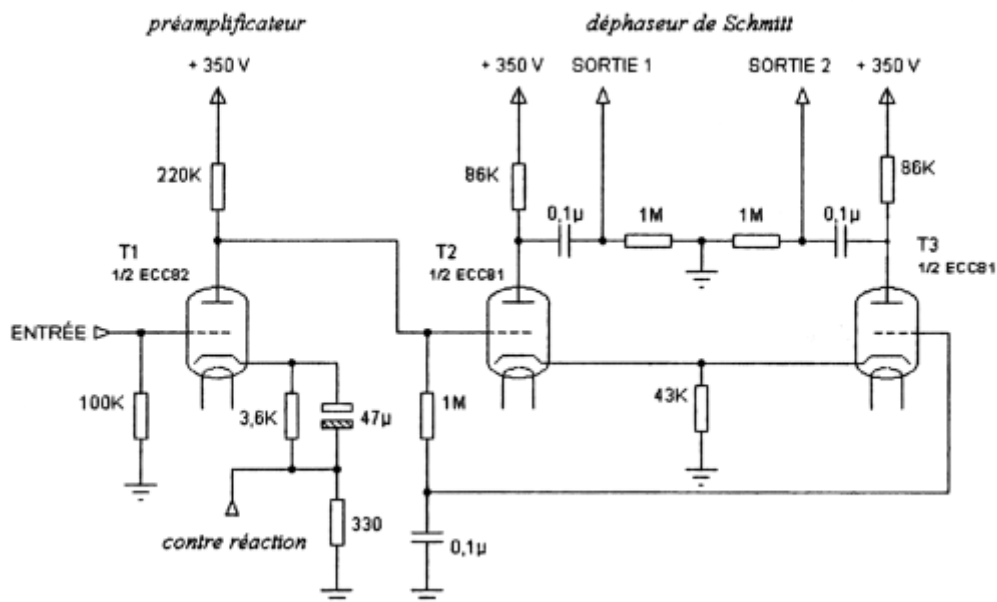 préamplificateur
déphaseur de Schmitt
+ 350 V
+ 350 V
SORTIE 1
SORTIE 2
+ 350 V
220K
86K
86K
0,1µ
1M
1M
0,1µ
T1
1/2 ECC82
T2
1/2 ECC81
T3
1/2 ECC81
ENTRÉE
100K
3,6K
47µ
1M
43K
contre réaction
330
0,1µ